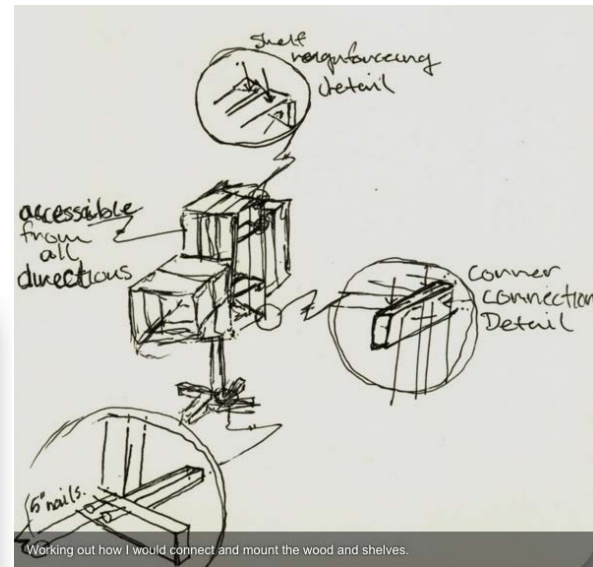 shelf
reinforcing
detail
accessible
from
all
directions
corner
connection
Detail
5" nails.
Working out how I would connect and mount the wood and shelves.